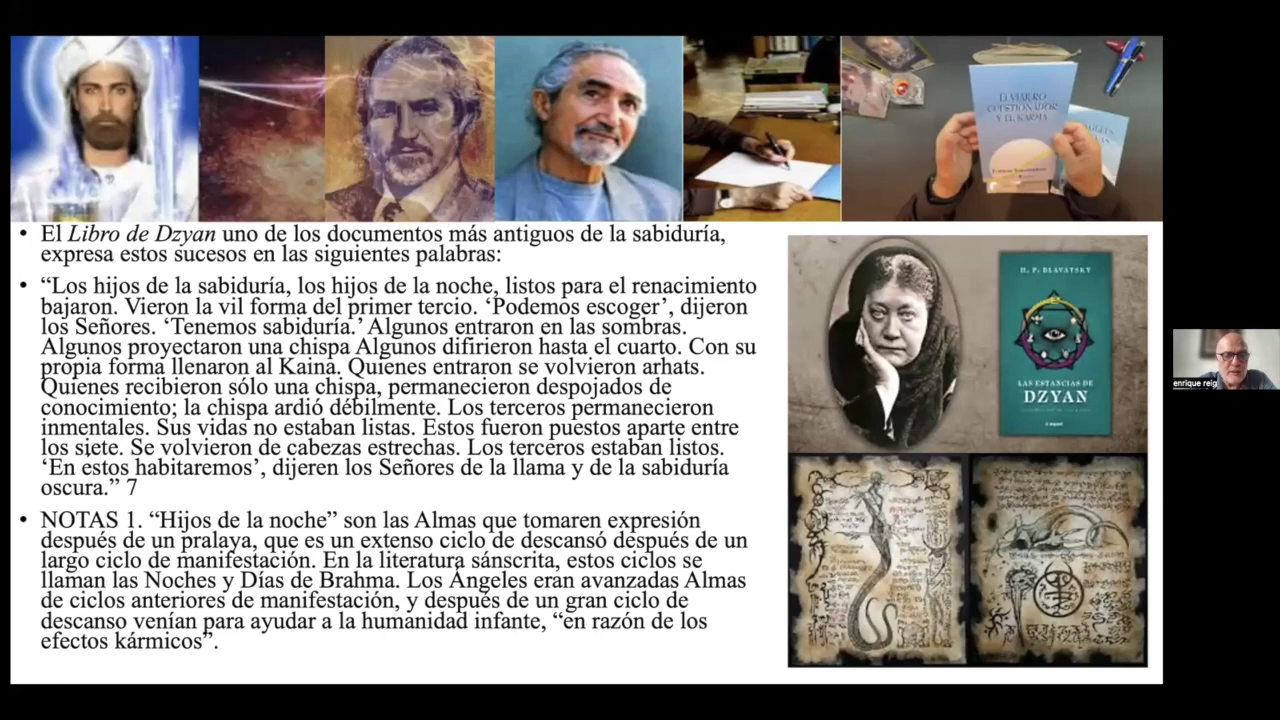 EL VIAJERO
CUESTIONADOR
Y EL KARMA
• El Libro de Dzyan uno de los documentos más antiguos de la sabiduría,
expresa estos sucesos en las siguientes palabras:
• “Los hijos de la sabiduría, los hijos de la noche, listos para el renacimiento
bajaron. Vieron la vil forma del primer tercio. ‘Podemos escoger’, dijeron
los Señores. ‘Tenemos sabiduría.’ Algunos entraron en las sombras.
Algunos proyectaron una chispa Algunos difirieron hasta el cuarto. Con su
propia forma llenaron al Kaina. Quienes entraron se volvieron arhats.
Quienes recibieron sólo una chispa, permanecieron despojados de
conocimiento; la chispa ardió débilmente. Los terceros permanecieron
inmentales. Sus vidas no estaban listas. Estos fueron puestos aparte entre
los siete. Se volvieron de cabezas estrechas. Los terceros estaban listos.
‘En estos habitaremos’, dijeren los Señores de la llama y de la sabiduría
oscura.” 7
• NOTAS 1. “Hijos de la noche” son las Almas que tomaren expresión
después de un pralaya, que es un extenso ciclo de descansó después de un
largo ciclo de manifestación. En la literatura sánscrita, estos ciclos se
llaman las Noches y Días de Brahma. Los Ángeles eran avanzadas Almas
de ciclos anteriores de manifestación, y después de un gran ciclo de
descanso venían para ayudar a la humanidad infante, “en razón de los
efectos kármicos”.
H. P. BLAVATSKY
LAS ESTANCIAS DE
DZYAN
enrique reig